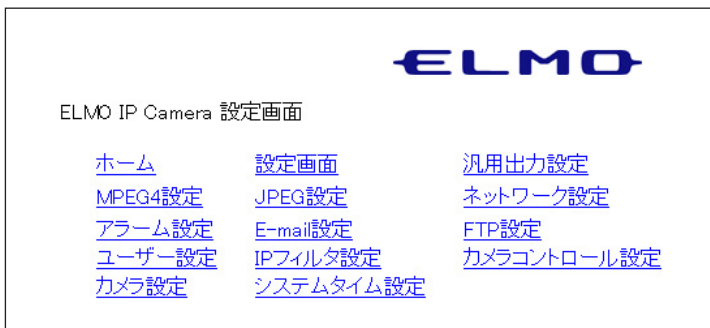 ELMO
ELMO IP Camera 設定画面
ホーム 設定画面 汎用出力設定
MPEG4設定 JPEG設定 ネットワーク設定
アラーム設定 E-mail設定 FTP設定
ユーザー設定 IPフィルタ設定 カメラコントロール設定
カメラ設定 システムタイム設定